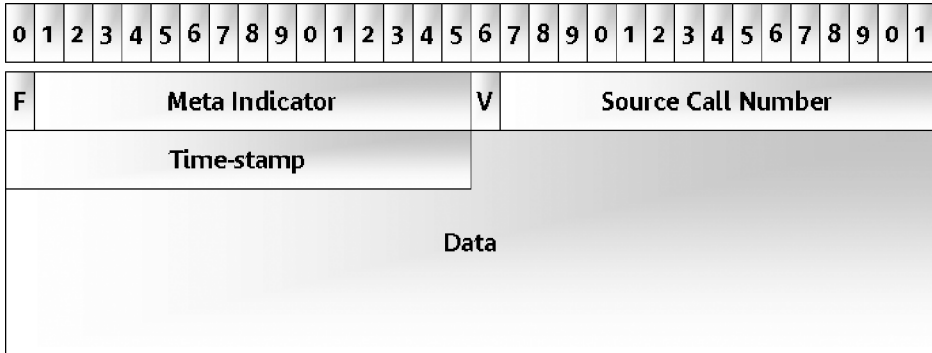 0 1 2 3 4 5 6 7 8 9 0 1 2 3 4 5 6 7 8 9 0 1 2 3 4 5 6 7 8 9 0 1
F Meta Indicator V Source Call Number
Time-stamp
Data